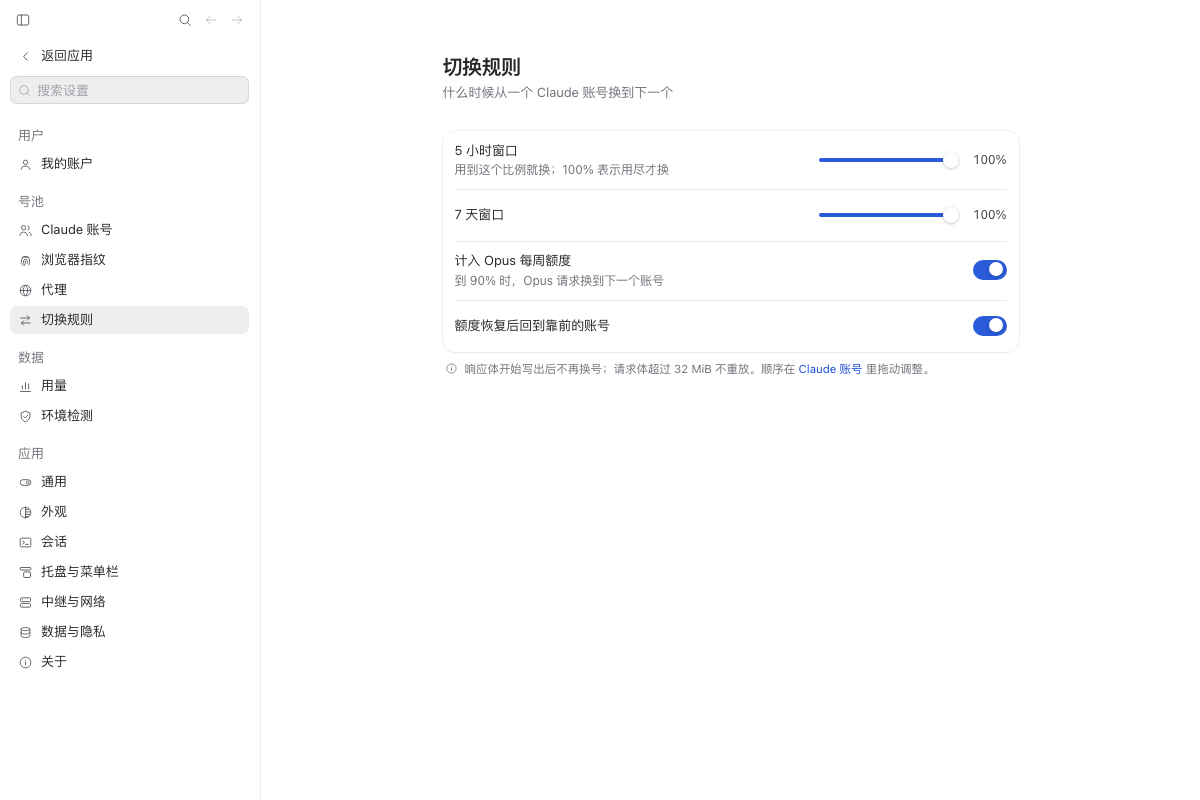 返回应用
搜索设置
用户
我的账户
号池
Claude 账号
浏览器指纹
代理
切换规则
数据
用量
环境检测
应用
通用
外观
会话
托盘与菜单栏
中继与网络
数据与隐私
关于
切换规则
什么时候从一个 Claude 账号换到下一个
5 小时窗口
用到这个比例就换；100% 表示用尽才换
100%
7 天窗口
100%
计入 Opus 每周额度
到 90% 时，Opus 请求换到下一个账号
额度恢复后回到靠前的账号
响应体开始写出后不再换号；请求体超过 32 MiB 不重放。顺序在 Claude 账号 里拖动调整。